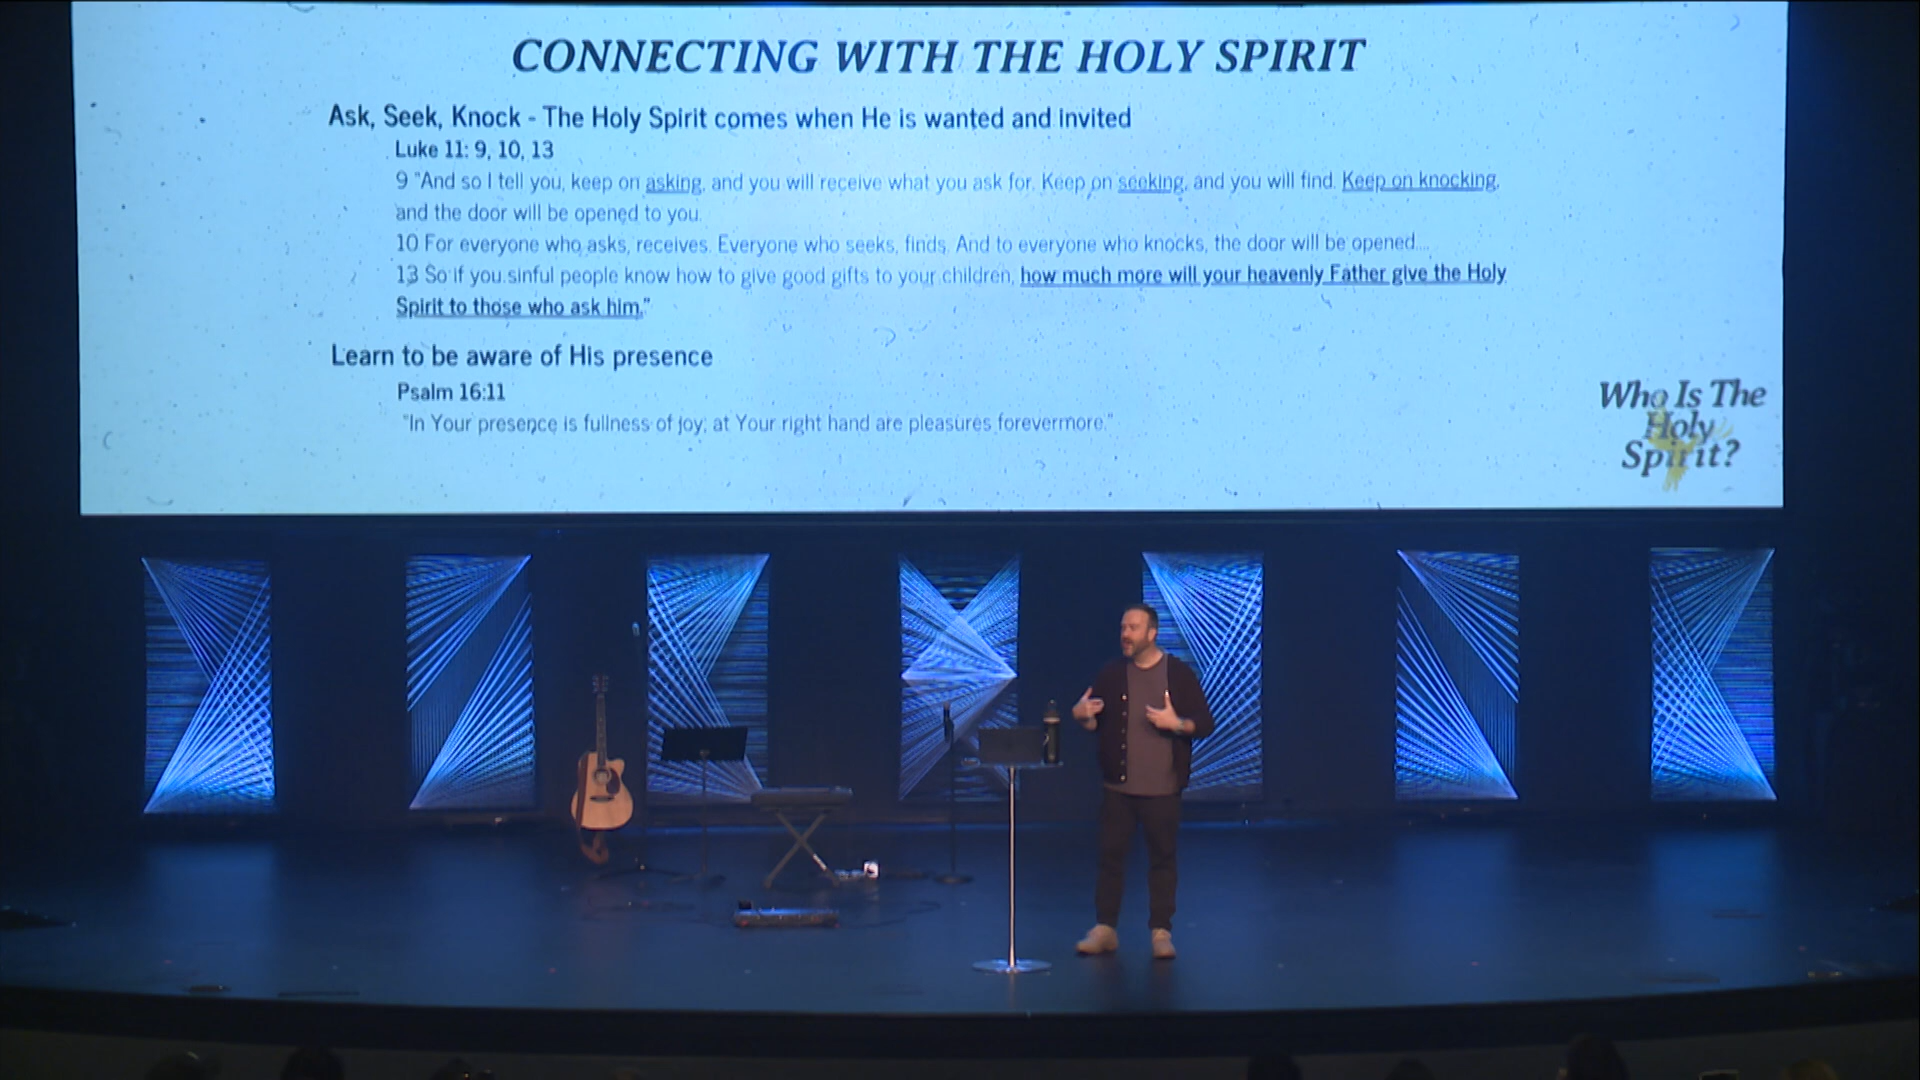 CONNECTING WITH THE HOLY SPIRIT
Ask, Seek, Knock - The Holy Spirit comes when He is wanted and invited
Luke 11: 9, 10, 13
9 "And so I tell you, keep on asking, and you will receive what you ask for. Keep on seeking, and you will find. Keep on knocking,
and the door will be opened to you.
10 For everyone who asks, receives. Everyone who seeks, finds. And to everyone who knocks, the door will be opened....
13 So if you sinful people know how to give good gifts to your children, how much more will your heavenly Father give the Holy
Spirit to those who ask him."
Learn to be aware of His presence
Psalm 16:11
"In Your presence is fullness of joy; at Your right hand are pleasures forevermore."
Who Is The
Holy
Spirit?